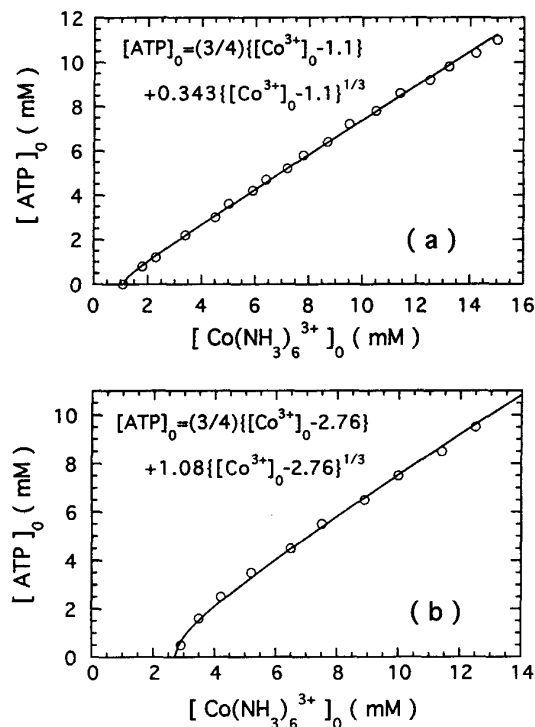 [ATP]₀ (mM)
12
10
8
6
4
2
0
[ATP]₀=(3/4){[Co³⁺]₀-1.1}
+0.343{[Co³⁺]₀-1.1}^1/3
(a)
0 2 4 6 8 10 12 14 16
[Co(NH₃)₆³⁺]₀ (mM)
[ATP]₀ (mM)
10
8
6
4
2
0
[ATP]₀=(3/4){[Co³⁺]₀-2.76}
+1.08{[Co³⁺]₀-2.76}^1/3
(b)
0 2 4 6 8 10 12 14
[Co(NH₃)₆³⁺]₀ (mM)